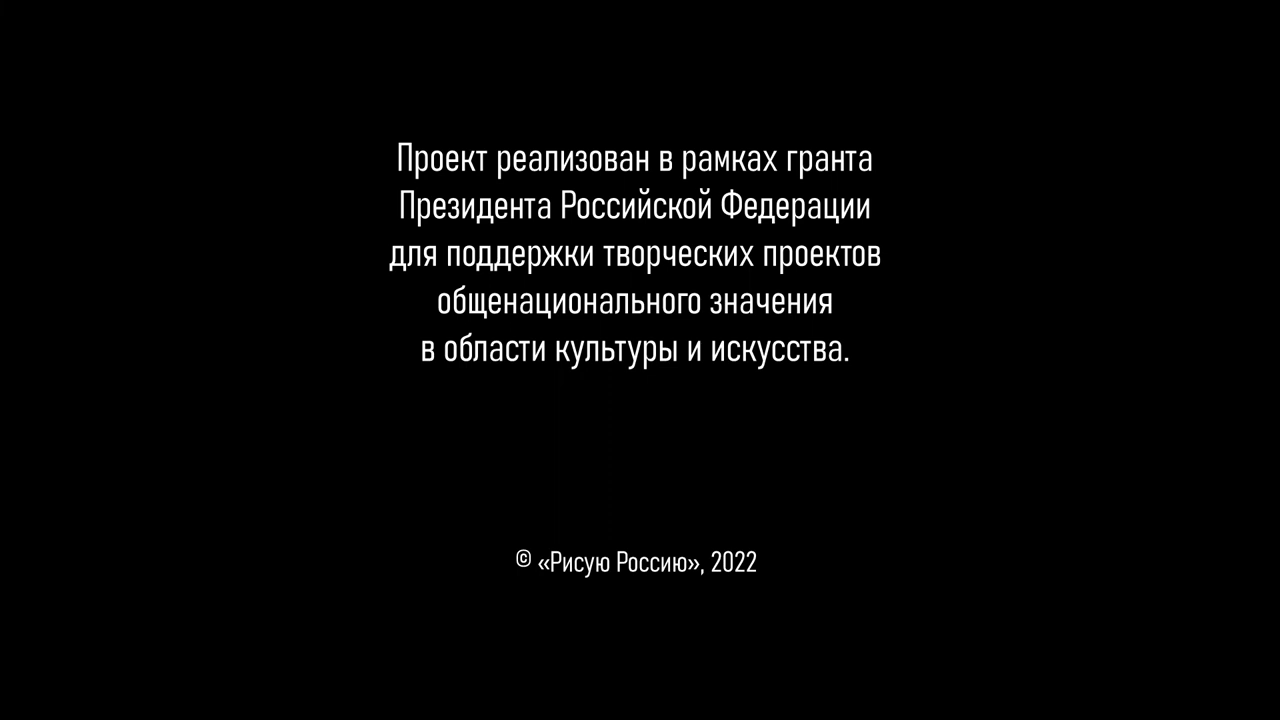 Проект реализован в рамках гранта
Президента Российской Федерации
для поддержки творческих проектов
общенационального значения
в области культуры и искусства.
© «Рисую Россию», 2022